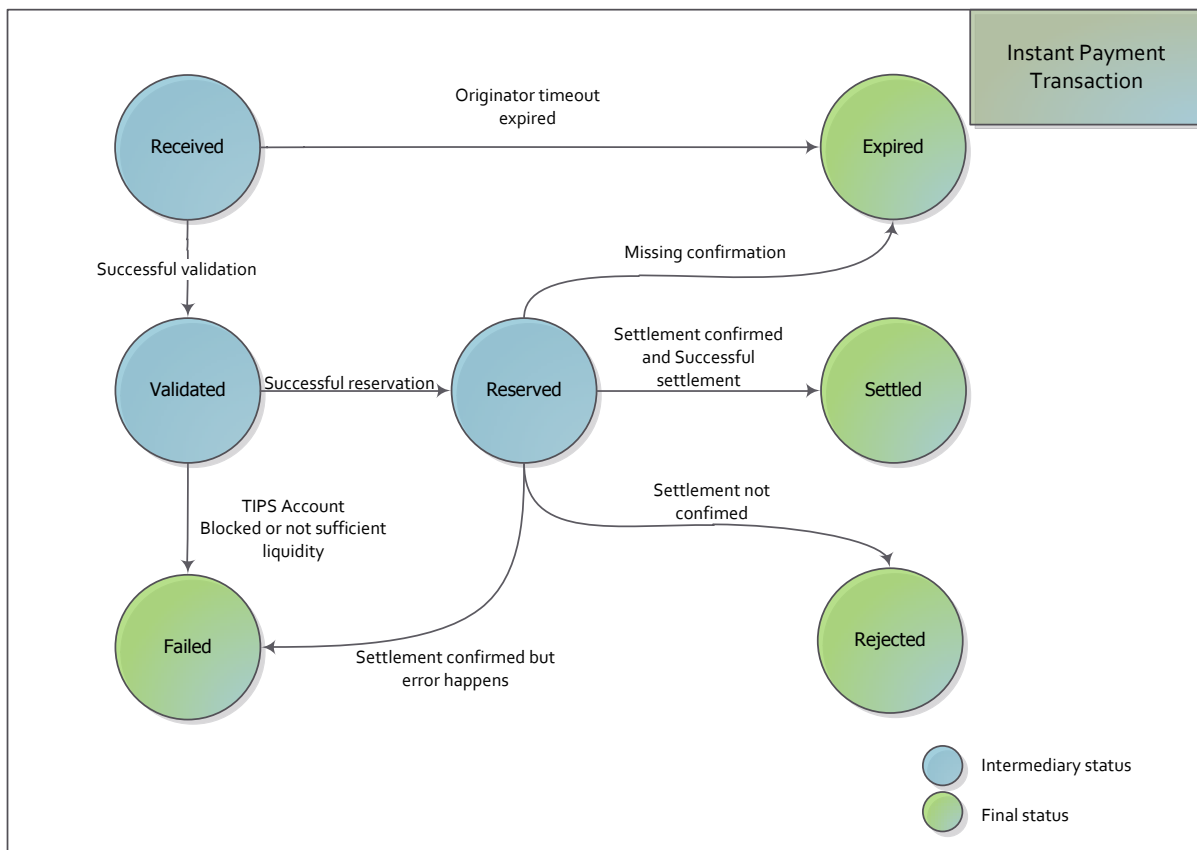 Instant Payment
Transaction
Originator timeout
expired
Received
Expired
Missing confirmation
Successful validation
Settlement confirmed
and Successful
settlement
Validated
Successful reservation
Reserved
Settled
Settlement not
confimed
TIPS Account
Blocked or not sufficient
liquidity
Failed
Settlement confirmed but
error happens
Rejected
Intermediary status
Final status